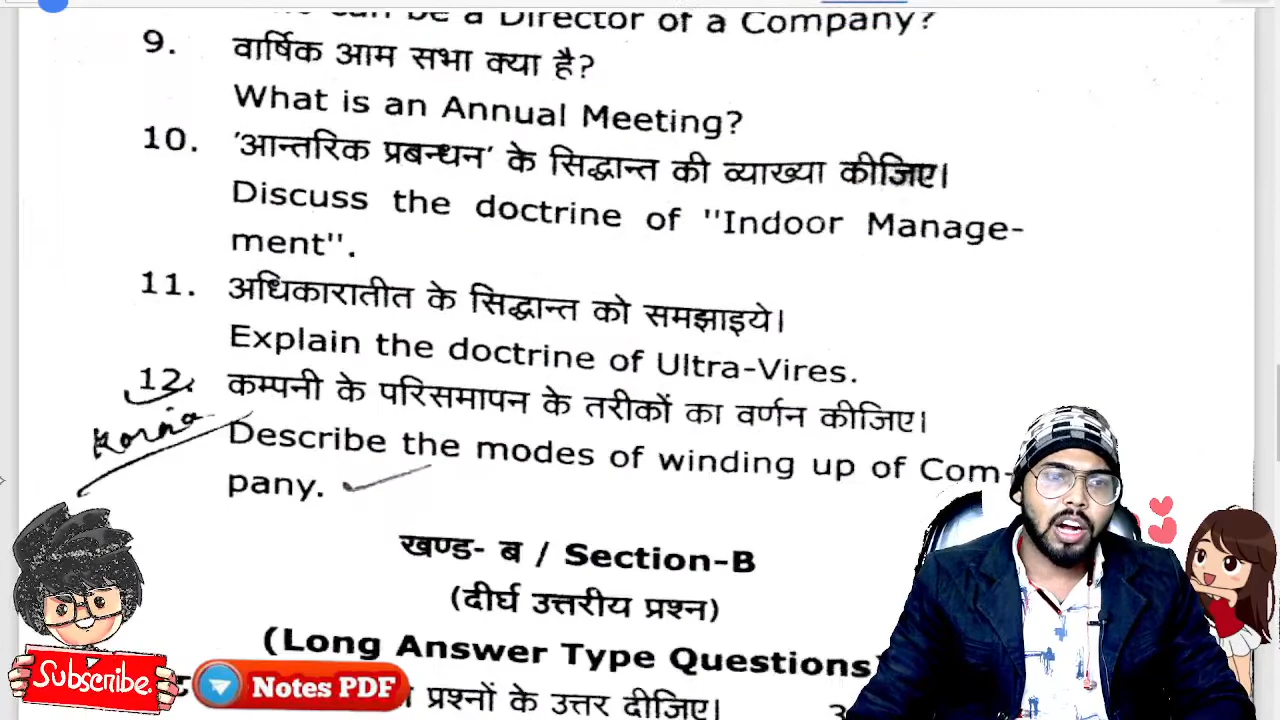 can be a Director of a Company?
9. वार्षिक आम सभा क्या है?
What is an Annual Meeting?
10. 'आन्तरिक प्रबन्धन' के सिद्धान्त की व्याख्या कीजिए।
Discuss the doctrine of "Indoor Manage-
ment".
11. अधिकारातीत के सिद्धान्त को समझाइये।
Explain the doctrine of Ultra-Vires.
12. कम्पनी के परिसमापन के तरीकों का वर्णन कीजिए।
Describe the modes of winding up of Com-
pany.
खण्ड- ब / Section-B
(दीर्घ उत्तरीय प्रश्न)
(Long Answer Type Questions)
प्रश्नों के उत्तर दीजिए।
Subscribe.
Notes PDF